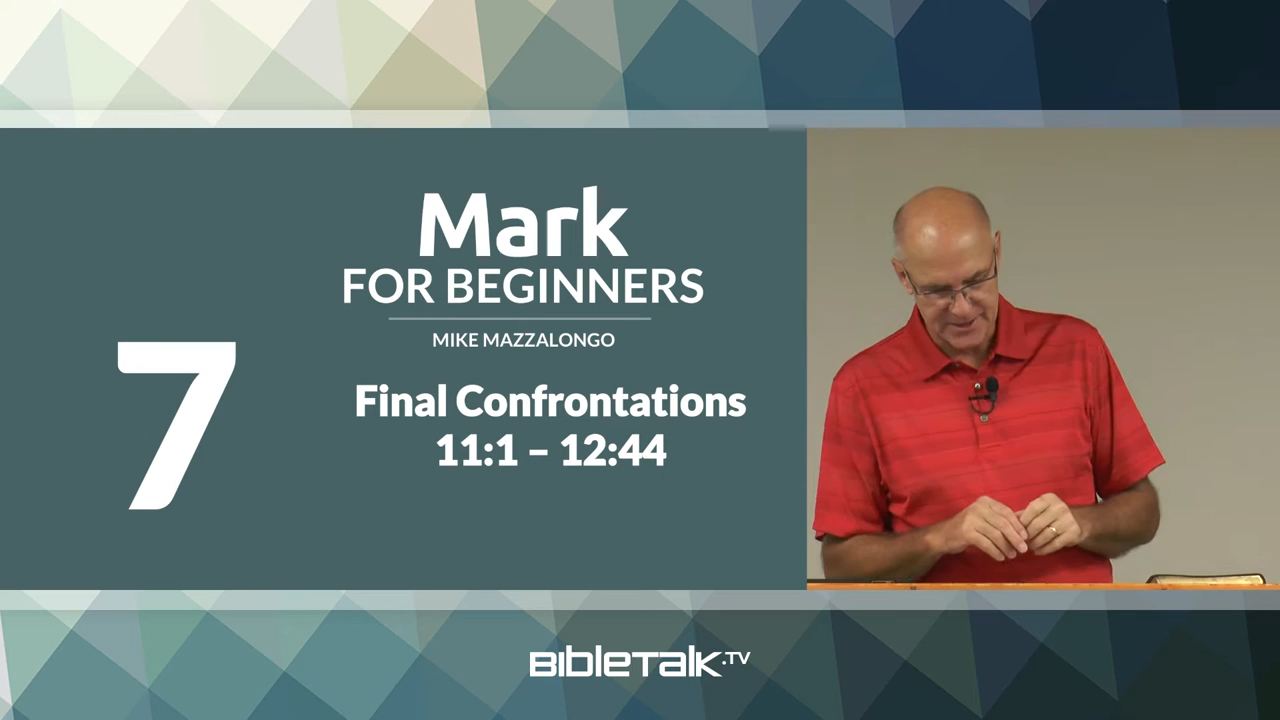 Mark
FOR BEGINNERS
MIKE MAZZALONGO
7
Final Confrontations
11:1 – 12:44
BIBLETALK.TV